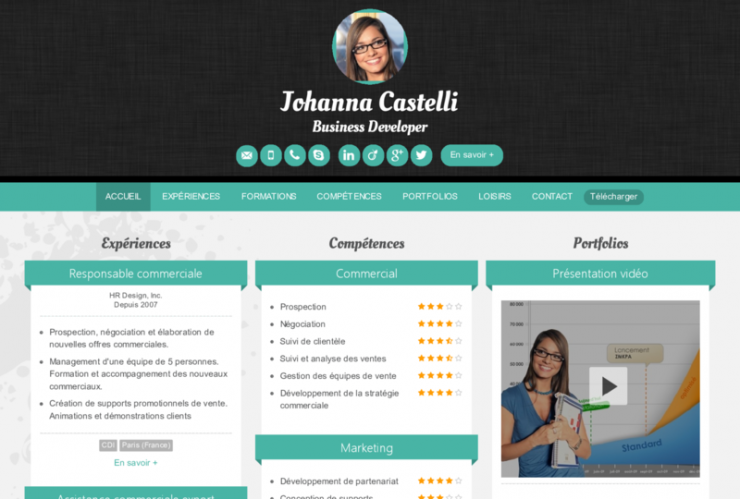 Johanna Castelli
Business Developer
En savoir +
ACCUEIL EXPÉRIENCES FORMATIONS COMPÉTENCES PORTFOLIOS LOISIRS CONTACT Télécharger
Expériences
Responsable commerciale
HR Design, Inc.
Depuis 2007
Prospection, négociation et élaboration de
nouvelles offres commerciales.
Management d'une équipe de 5 personnes.
Formation et accompagnement des nouveaux
commerciaux.
Création de supports promotionnels de vente.
Animations et démonstrations clients
CDI Paris (France)
En savoir +
Assistance commerciale export
Compétences
Commercial
Prospection
Négociation
Suivi de clientèle
Suivi et analyse des ventes
Gestion des équipes de vente
Développement de la stratégie
commerciale
Marketing
Développement de partenariat
Conception de supports
Portfolios
Présentation vidéo
Lancement
Standard